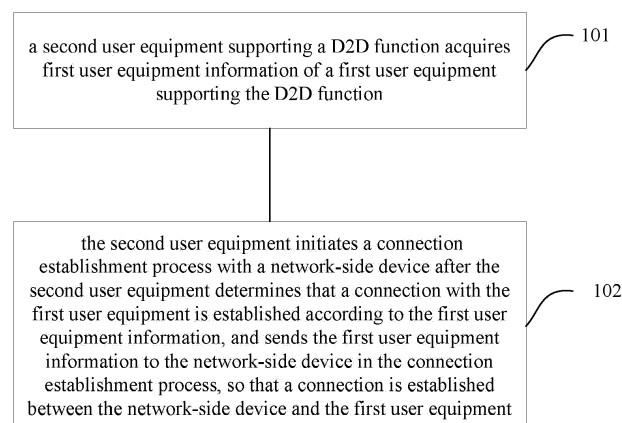 a second user equipment supporting a D2D function acquires
first user equipment information of a first user equipment
supporting the D2D function
101
the second user equipment initiates a connection
establishment process with a network-side device after the
second user equipment determines that a connection with the
first user equipment is established according to the first user
equipment information, and sends the first user equipment
information to the network-side device in the connection
establishment process, so that a connection is established
between the network-side device and the first user equipment
102